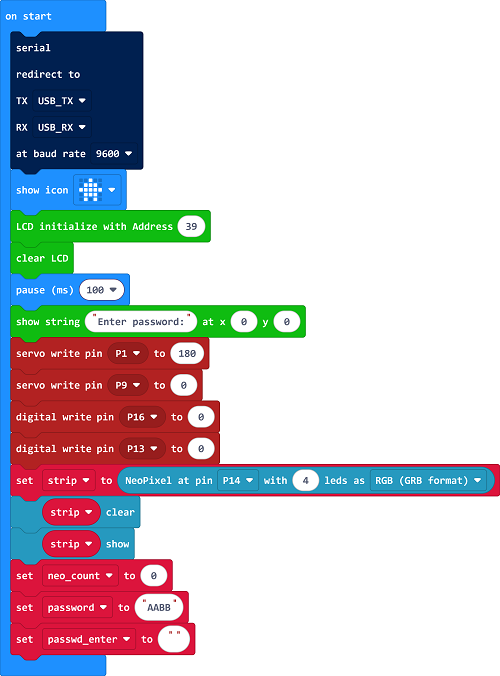 on start
serial
redirect to
TX USB_TX
RX USB_RX
at baud rate 9600
show icon
LCD initialize with Address 39
clear LCD
pause (ms) 100
show string "Enter password:" at x 0 y 0
servo write pin P1 to 180
servo write pin P9 to 0
digital write pin P16 to 0
digital write pin P13 to 0
set strip to NeoPixel at pin P14 with 4 leds as RGB (GRB format)
strip clear
strip show
set neo_count to 0
set password to "AABB"
set passwd_enter to " "